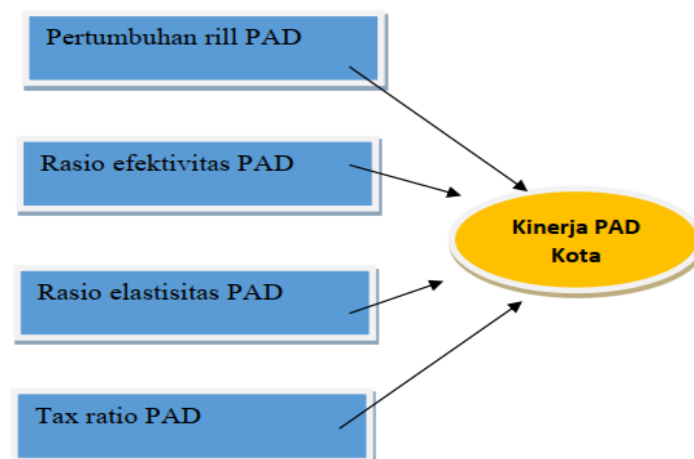 Pertumbuhan rill PAD
Rasio efektivitas PAD
Rasio elastisitas PAD
Tax ratio PAD
Kinerja PAD
Kota